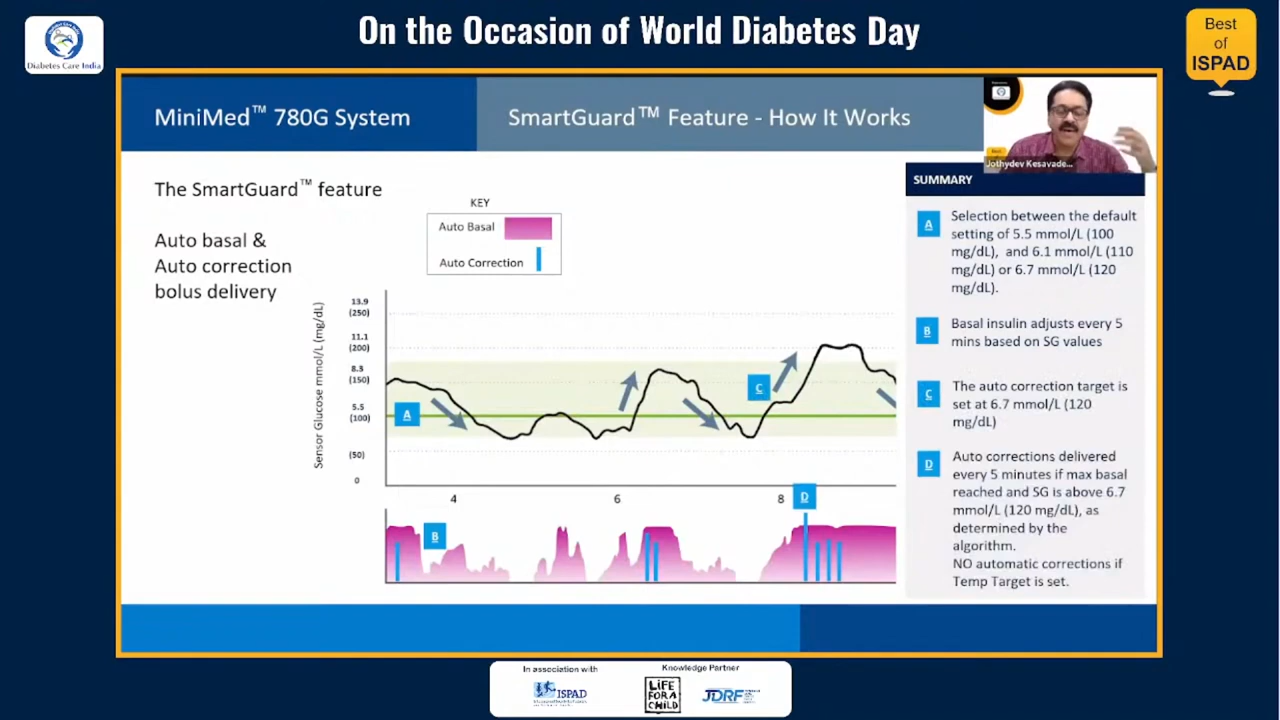 On the Occasion of World Diabetes Day
Diabetes Care India
Best
of
ISPAD
MiniMed™ 780G System
SmartGuard™ Feature - How It Works
Jothydev Kesavade...
The SmartGuard™ feature
Auto basal &
Auto correction
bolus delivery
KEY
Auto Basal
Auto Correction
Sensor Glucose mmol/L (mg/dL)
13.9
(250)
11.1
(200)
8.3
(150)
5.5
(100)
(50)
0
A
C
4
6
8
D
B
SUMMARY
A
Selection between the default
setting of 5.5 mmol/L (100
mg/dL), and 6.1 mmol/L (110
mg/dL) or 6.7 mmol/L (120
mg/dL).
B
Basal insulin adjusts every 5
mins based on SG values
C
The auto correction target is
set at 6.7 mmol/L (120
mg/dL)
D
Auto corrections delivered
every 5 minutes if max basal
reached and SG is above 6.7
mmol/L (120 mg/dL), as
determined by the
algorithm.
NO automatic corrections if
Temp Target is set.
In association with
ISPAD
Knowledge Partner
LiFE
FOR A
CHILD
JDRF